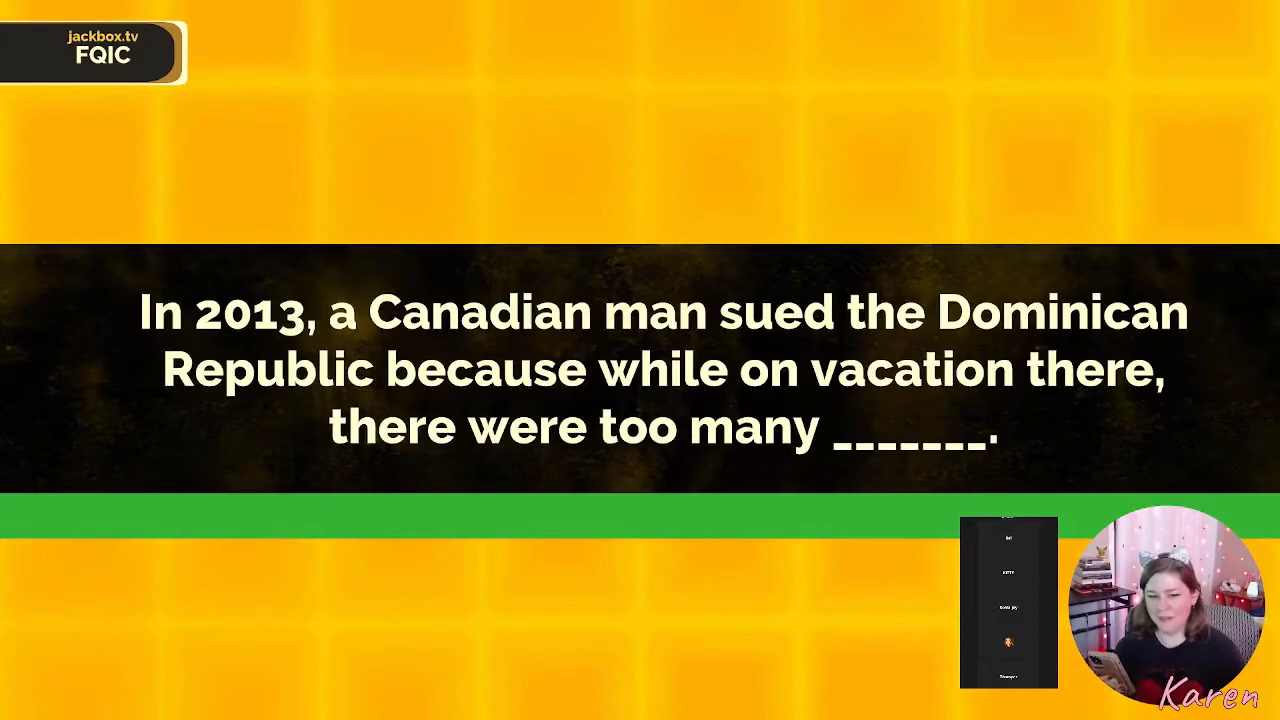 jackbox.tv
FQIC
In 2013, a Canadian man sued the Dominican
Republic because while on vacation there,
there were too many _______.
Karen